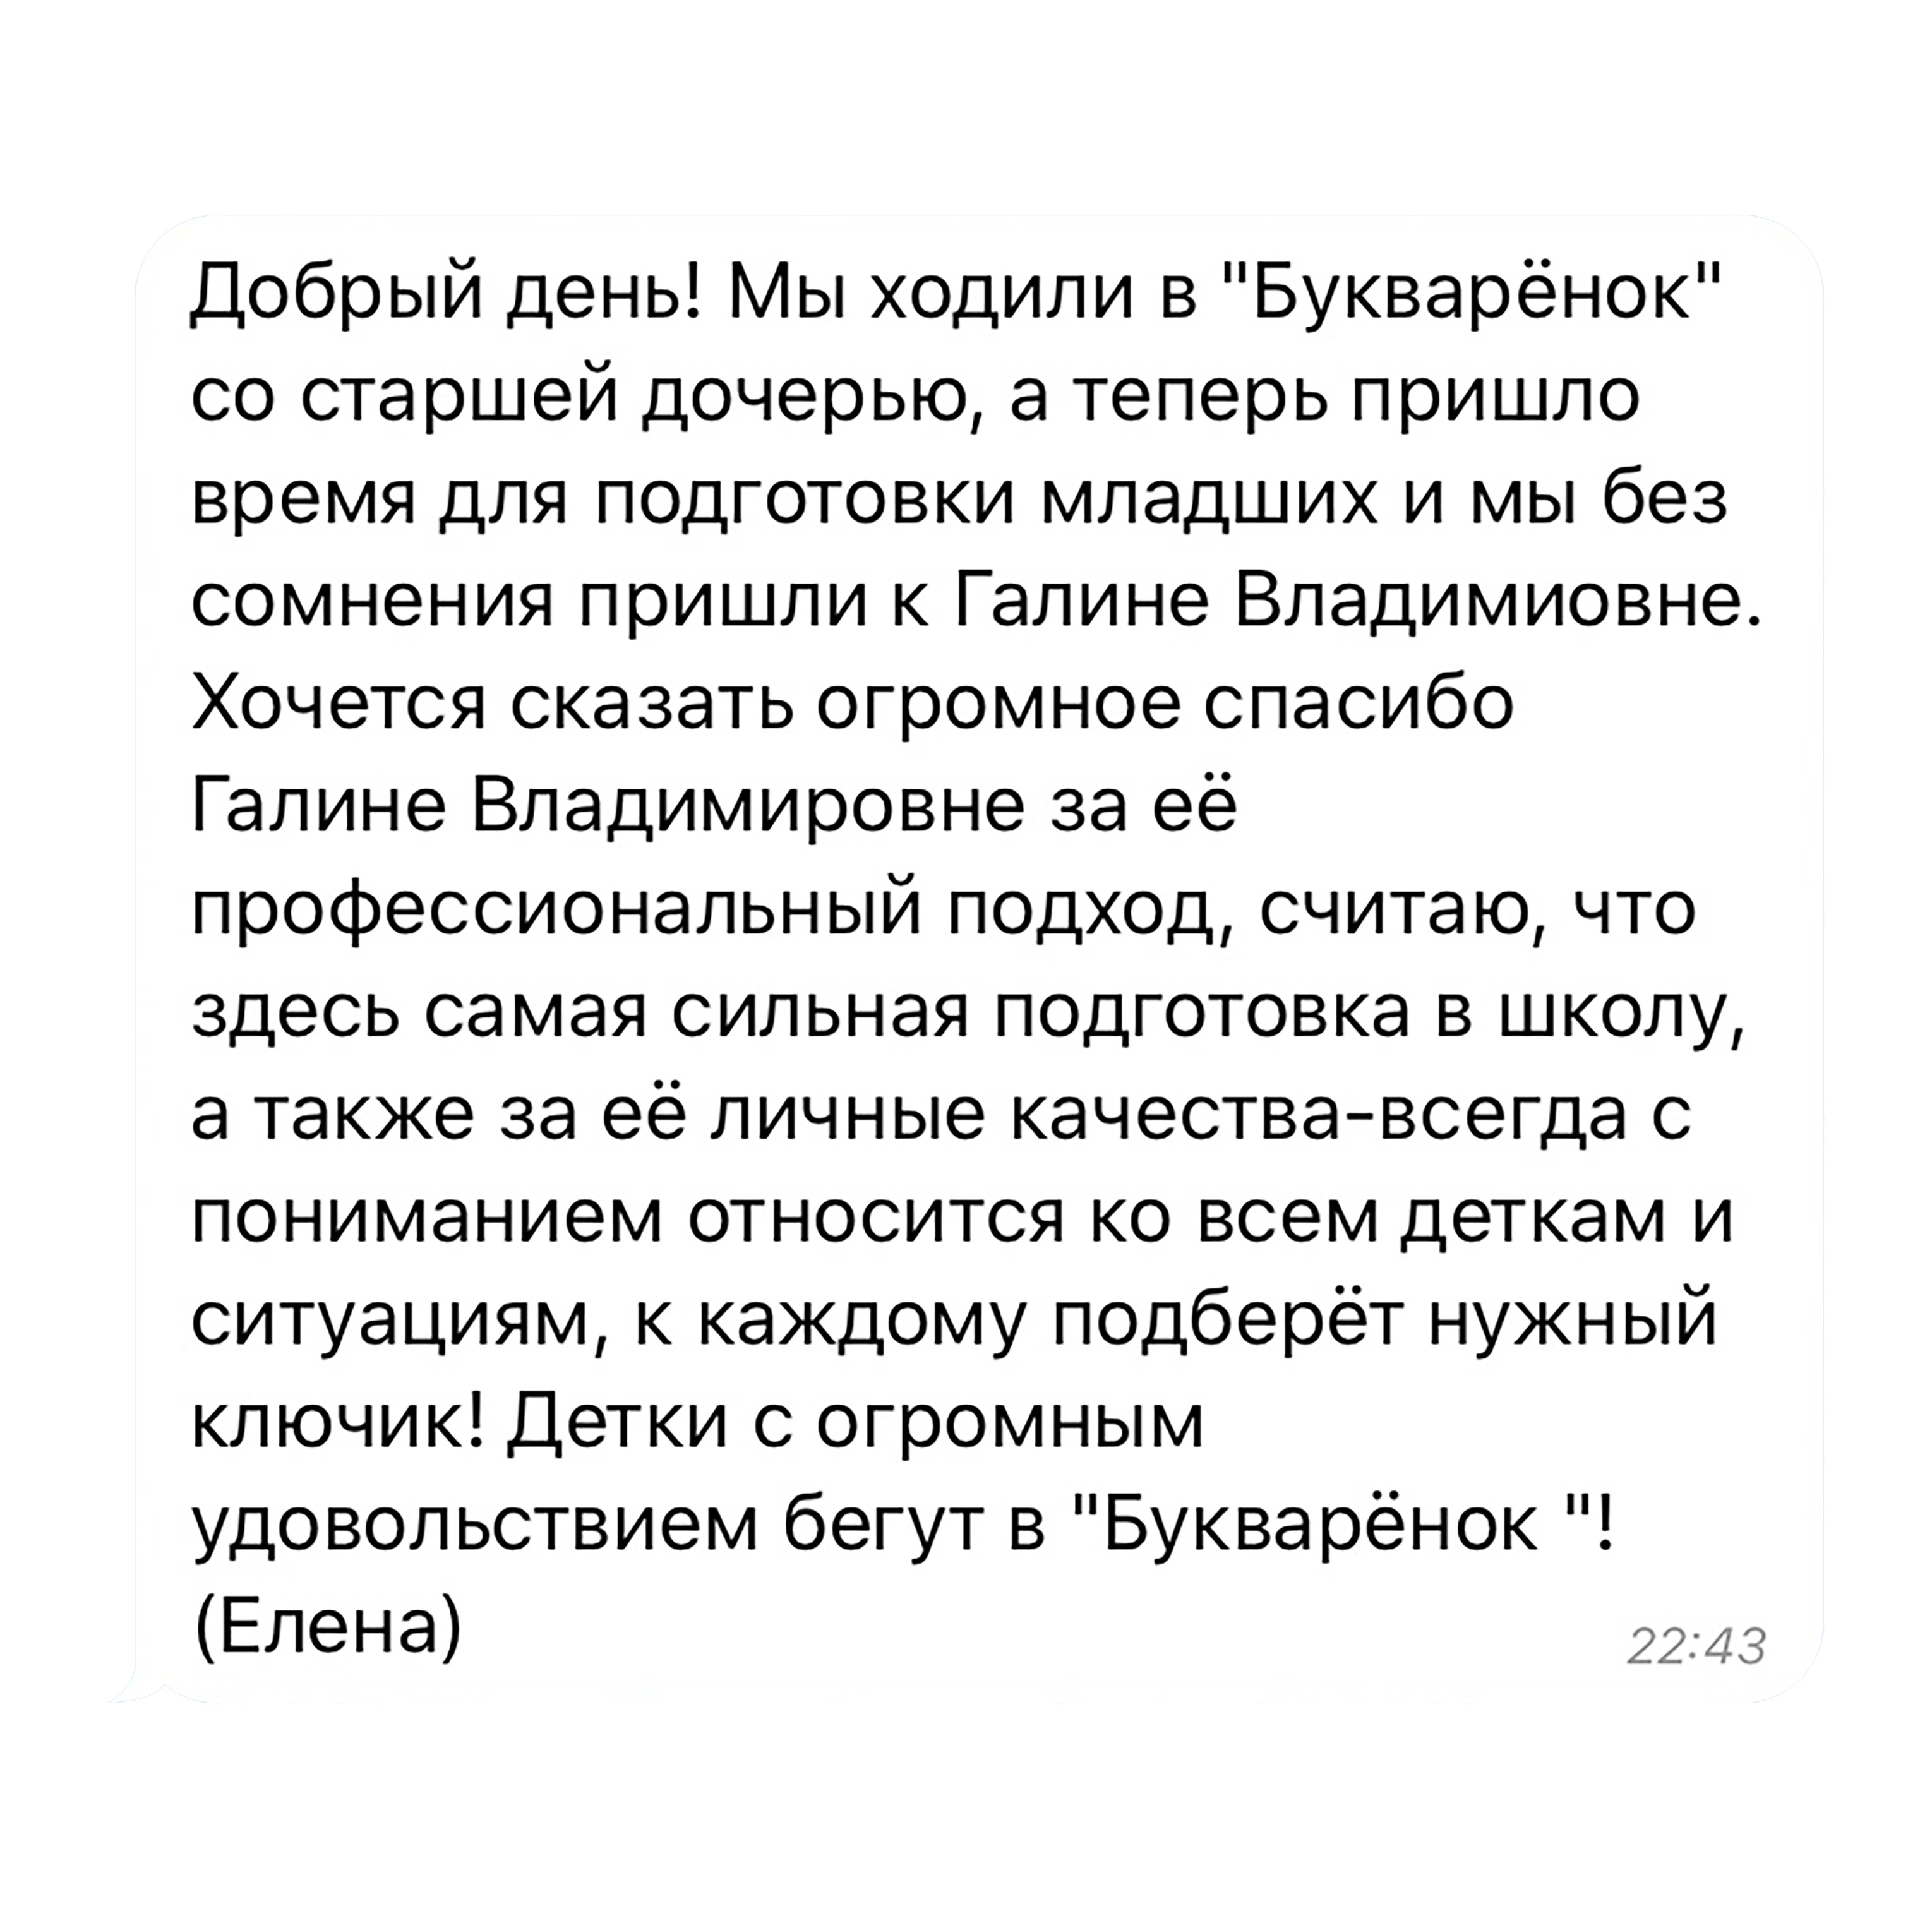 Добрый день! Мы ходили в "Букварёнок"
со старшей дочерью, а теперь пришло
время для подготовки младших и мы без
сомнения пришли к Галине Владимиовне.
Хочется сказать огромное спасибо
Галине Владимировне за её
профессиональный подход, считаю, что
здесь самая сильная подготовка в школу,
а также за её личные качества-всегда с
пониманием относится ко всем деткам и
ситуациям, к каждому подберёт нужный
ключик! Детки с огромным
удовольствием бегут в "Букварёнок "!
(Елена)
22:43